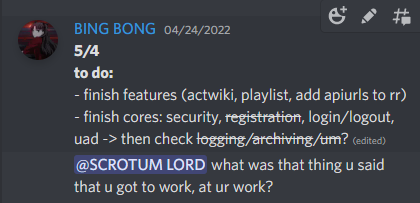 BING BONG 04/24/2022
5/4
to do:
- finish features (actwiki, playlist, add apiurls to rr)
- finish cores: security, registration, login/logout,
uad -> then check logging/archiving/um? (edited)
@SCROTUM LORD what was that thing u said
that u got to work, at ur work?